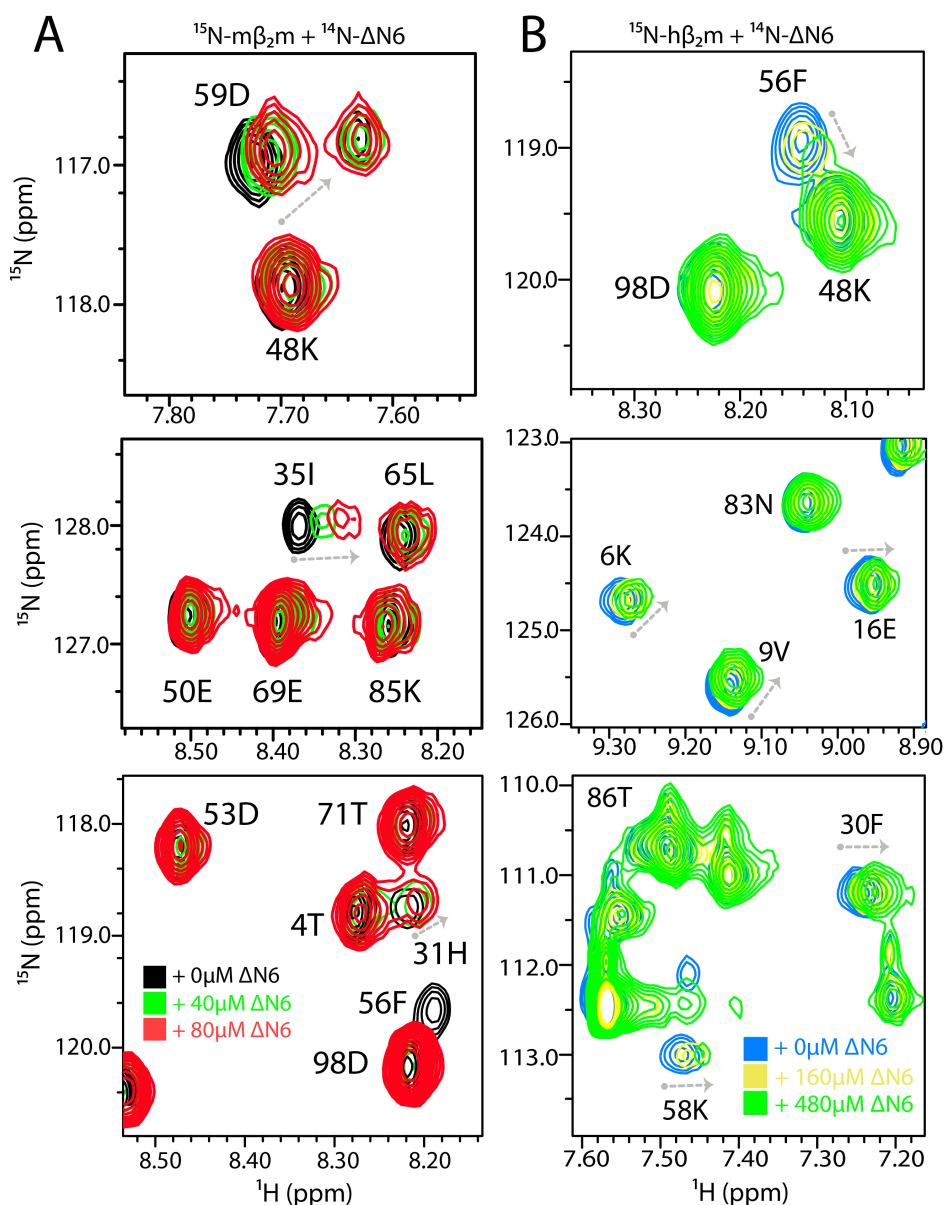 A
¹⁵N-mβ₂m + ¹⁴N-ΔN6
59D
48K
117.0
118.0
¹⁵N (ppm)
7.80
7.70
7.60
35I
65L
50E
69E
85K
128.0
127.0
¹⁵N (ppm)
8.50
8.40
8.30
8.20
53D
71T
4T
31H
56F
98D
+ 0μM ΔN6
+ 40μM ΔN6
+ 80μM ΔN6
118.0
119.0
120.0
¹⁵N (ppm)
8.50
8.40
8.30
8.20
¹H (ppm)
B
¹⁵N-hβ₂m + ¹⁴N-ΔN6
56F
98D
48K
119.0
120.0
8.30
8.20
8.10
123.0
124.0
125.0
126.0
83N
6K
16E
9V
9.30
9.20
9.10
9.00
8.90
110.0
111.0
112.0
113.0
86T
30F
58K
+ 0μM ΔN6
+ 160μM ΔN6
+ 480μM ΔN6
7.60
7.50
7.40
7.30
7.20
¹H (ppm)